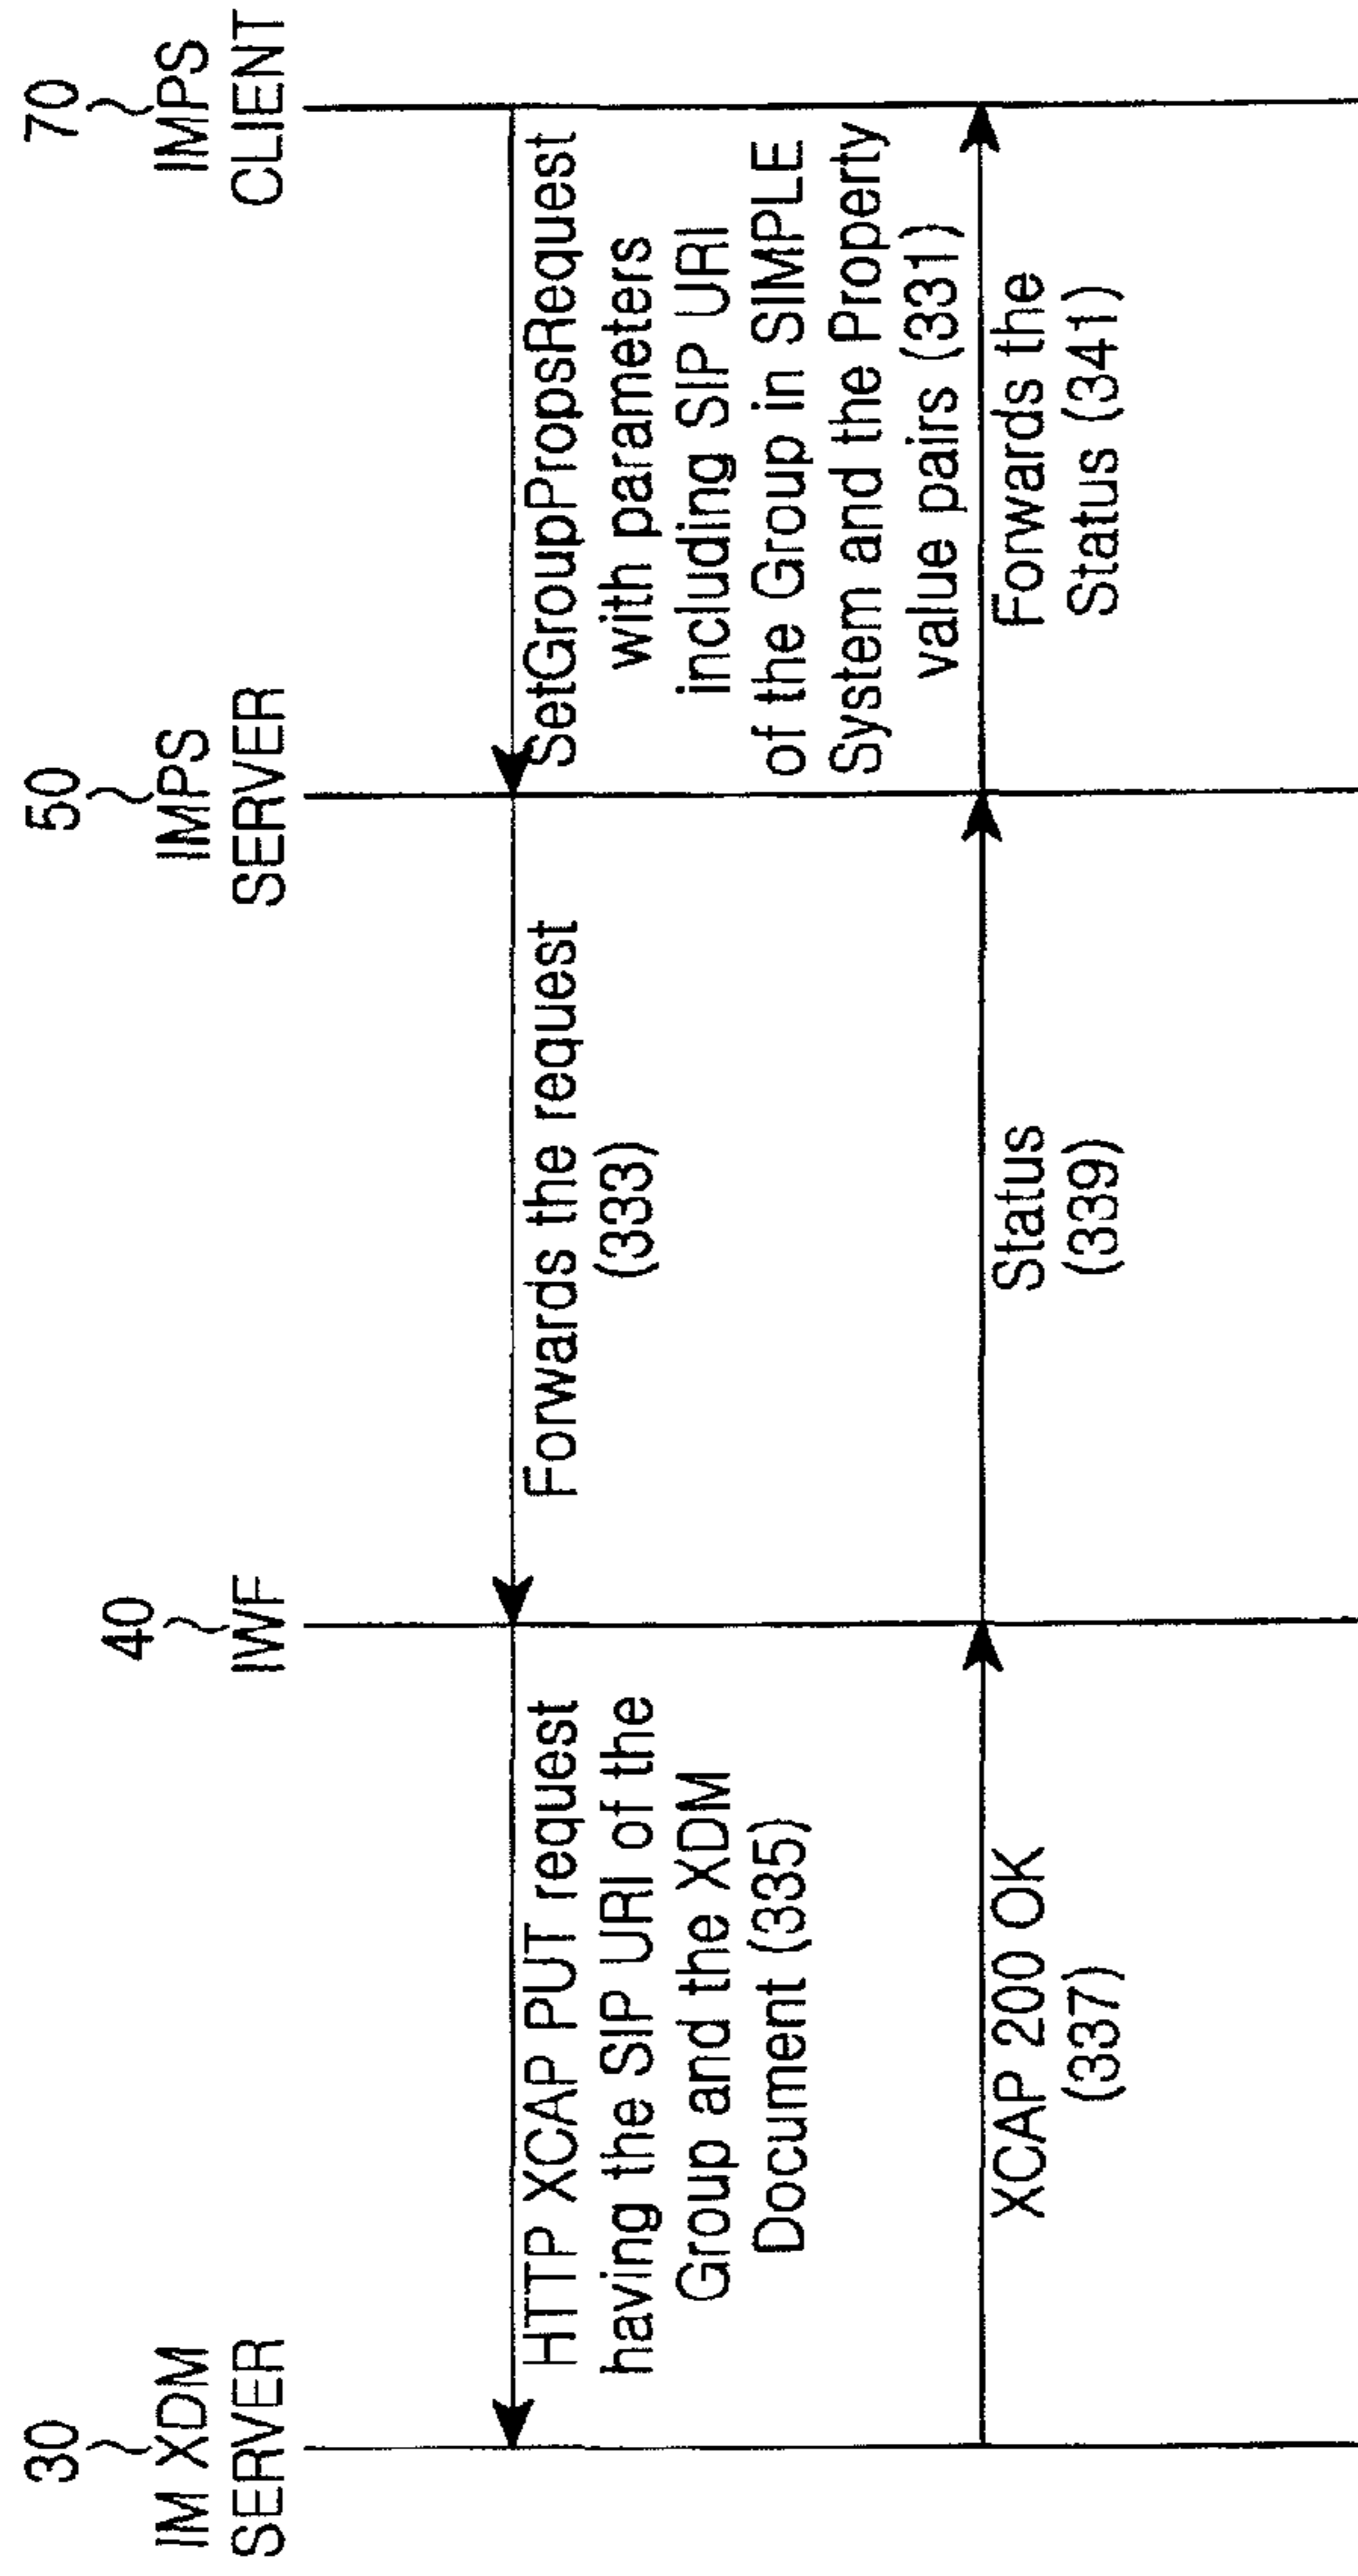 30
IM XDM
SERVER
40
IWF
50
IMPS
SERVER
70
IMPS
CLIENT
SetGroupPropsRequest
with parameters
including SIP URI
of the Group in SIMPLE
System and the Property
value pairs (331)
Forwards the request
(333)
HTTP XCAP PUT request
having the SIP URI of the
Group and the XDM
Document (335)
XCAP 200 OK
(337)
Status
(339)
Forwards the
Status (341)